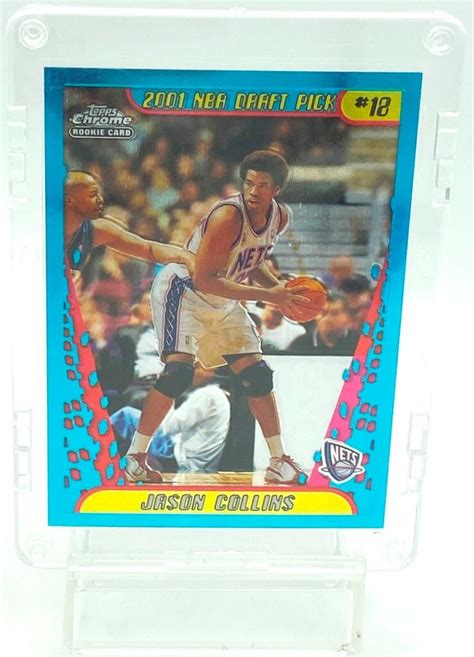 2001 NBA DRAFT PICK #18
Topps
Chrome
ROOKIE CARD
NETS
NETS
JASON COLLINS